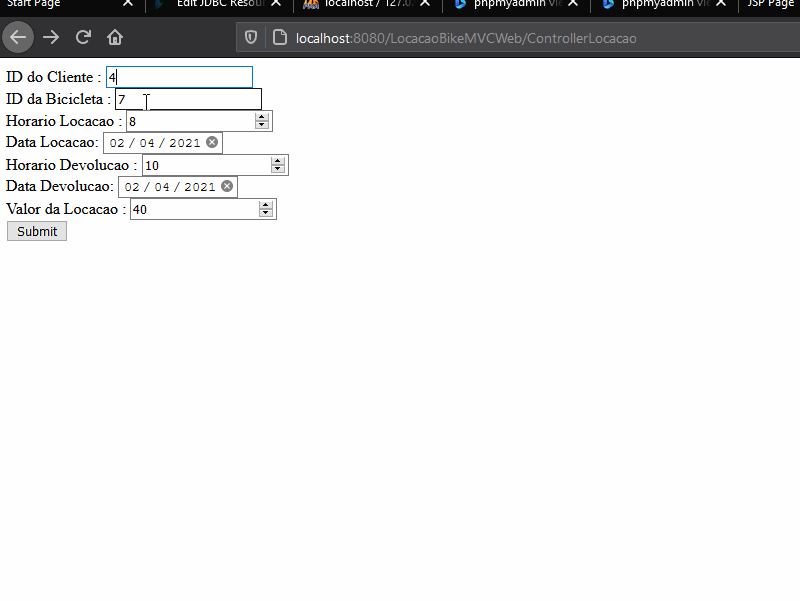 Start Page
Edit JDBC Resou
localhost / 127.0.
phpmyadmin vie
phpmyadmin vie
JSP Page
localhost:8080/LocacaoBikeMVCWeb/ControllerLocacao
ID do Cliente : 4
ID da Bicicleta : 7
Horario Locacao : 8
Data Locacao: 02 / 04 / 2021
Horario Devolucao : 10
Data Devolucao: 02 / 04 / 2021
Valor da Locacao : 40
Submit